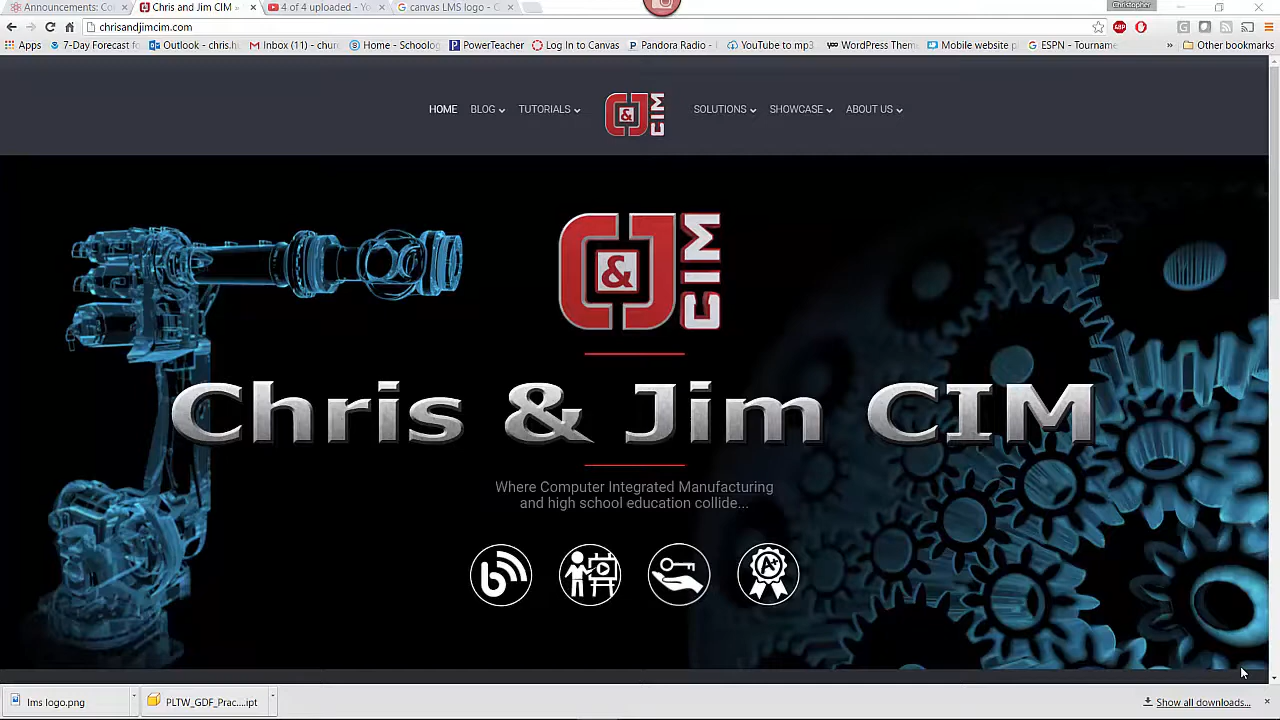 Announcements: Co
Chris and Jim CIM
4 of 4 uploaded - Yo
canvas LMS logo - G
Christopher
chrisandjimcim.com
Apps
7-Day Forecast f
Outlook - chris.h
Inbox (11) - chu
Home - Schoolog
PowerTeacher
Log In to Canvas
Pandora Radio -
YouTube to mp3
WordPress Them
Mobile website p
ESPN - Tourname
»
Other bookmarks
HOME
BLOG
TUTORIALS
C&J CIM
SOLUTIONS
SHOWCASE
ABOUT US
C&J CIM
Chris & Jim CIM
Where Computer Integrated Manufacturing
and high school education collide...
A+
lms logo.png
PLTW_GDF_Prac....ipt
Show all downloads...